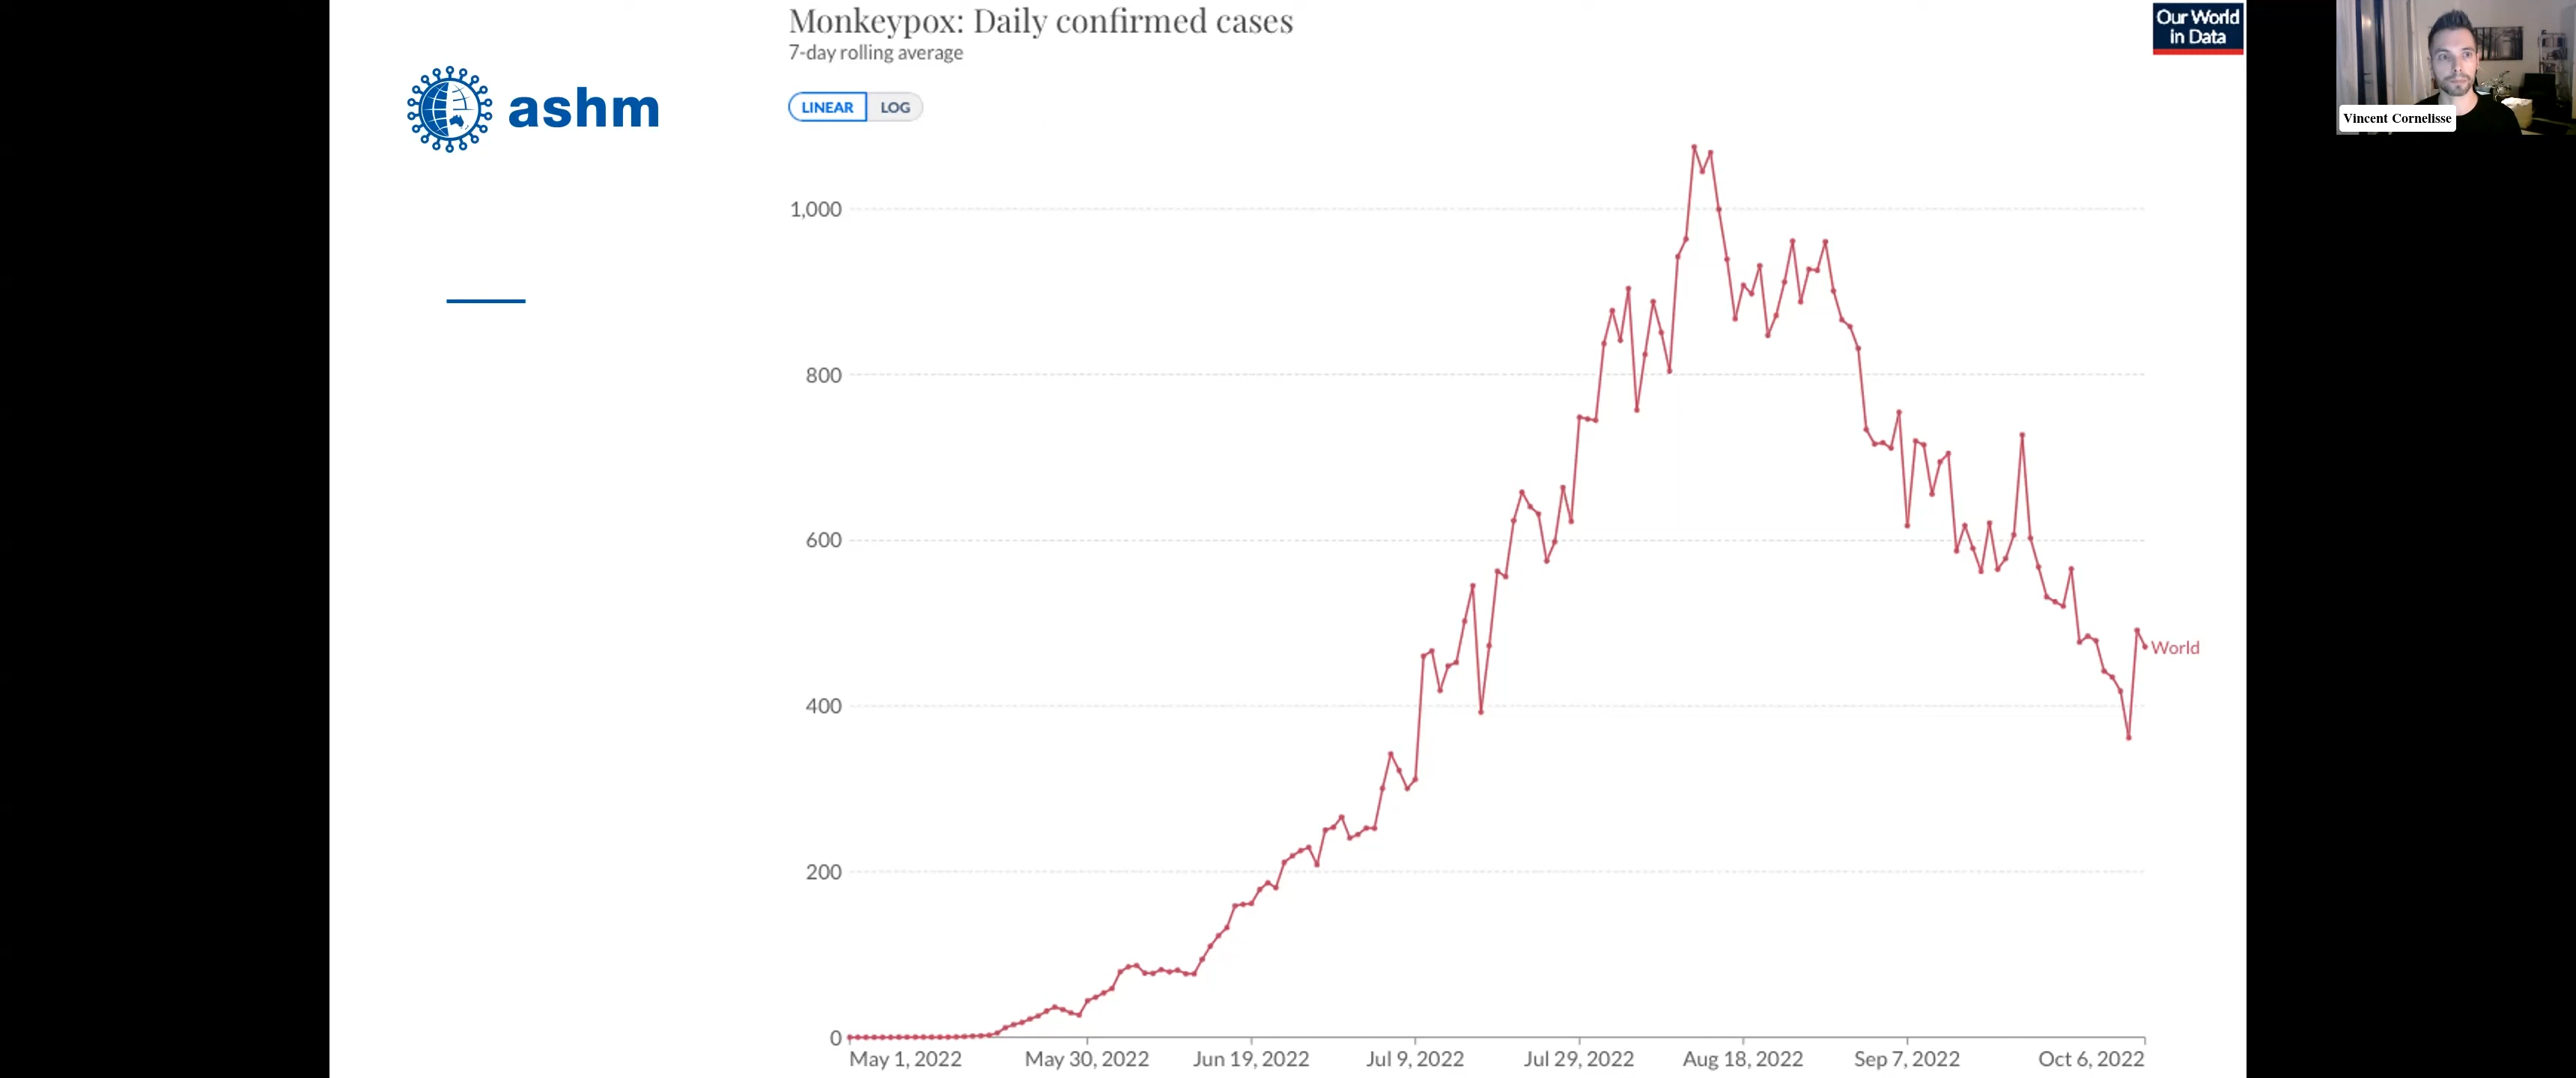 Monkeypox: Daily confirmed cases
7-day rolling average
Our World
in Data
Vincent Cornelisse
ashm
LINEAR
LOG
1,000
800
600
400
200
0
World
May 1, 2022
May 30, 2022
Jun 19, 2022
Jul 9, 2022
Jul 29, 2022
Aug 18, 2022
Sep 7, 2022
Oct 6, 2022